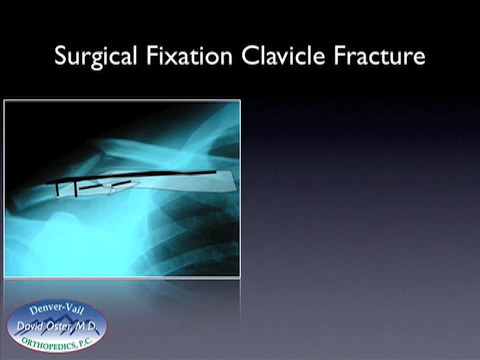 Surgical Fixation Clavicle Fracture
Denver-Vail
David Oster, M.D.
ORTHOPEDICS, P.C.